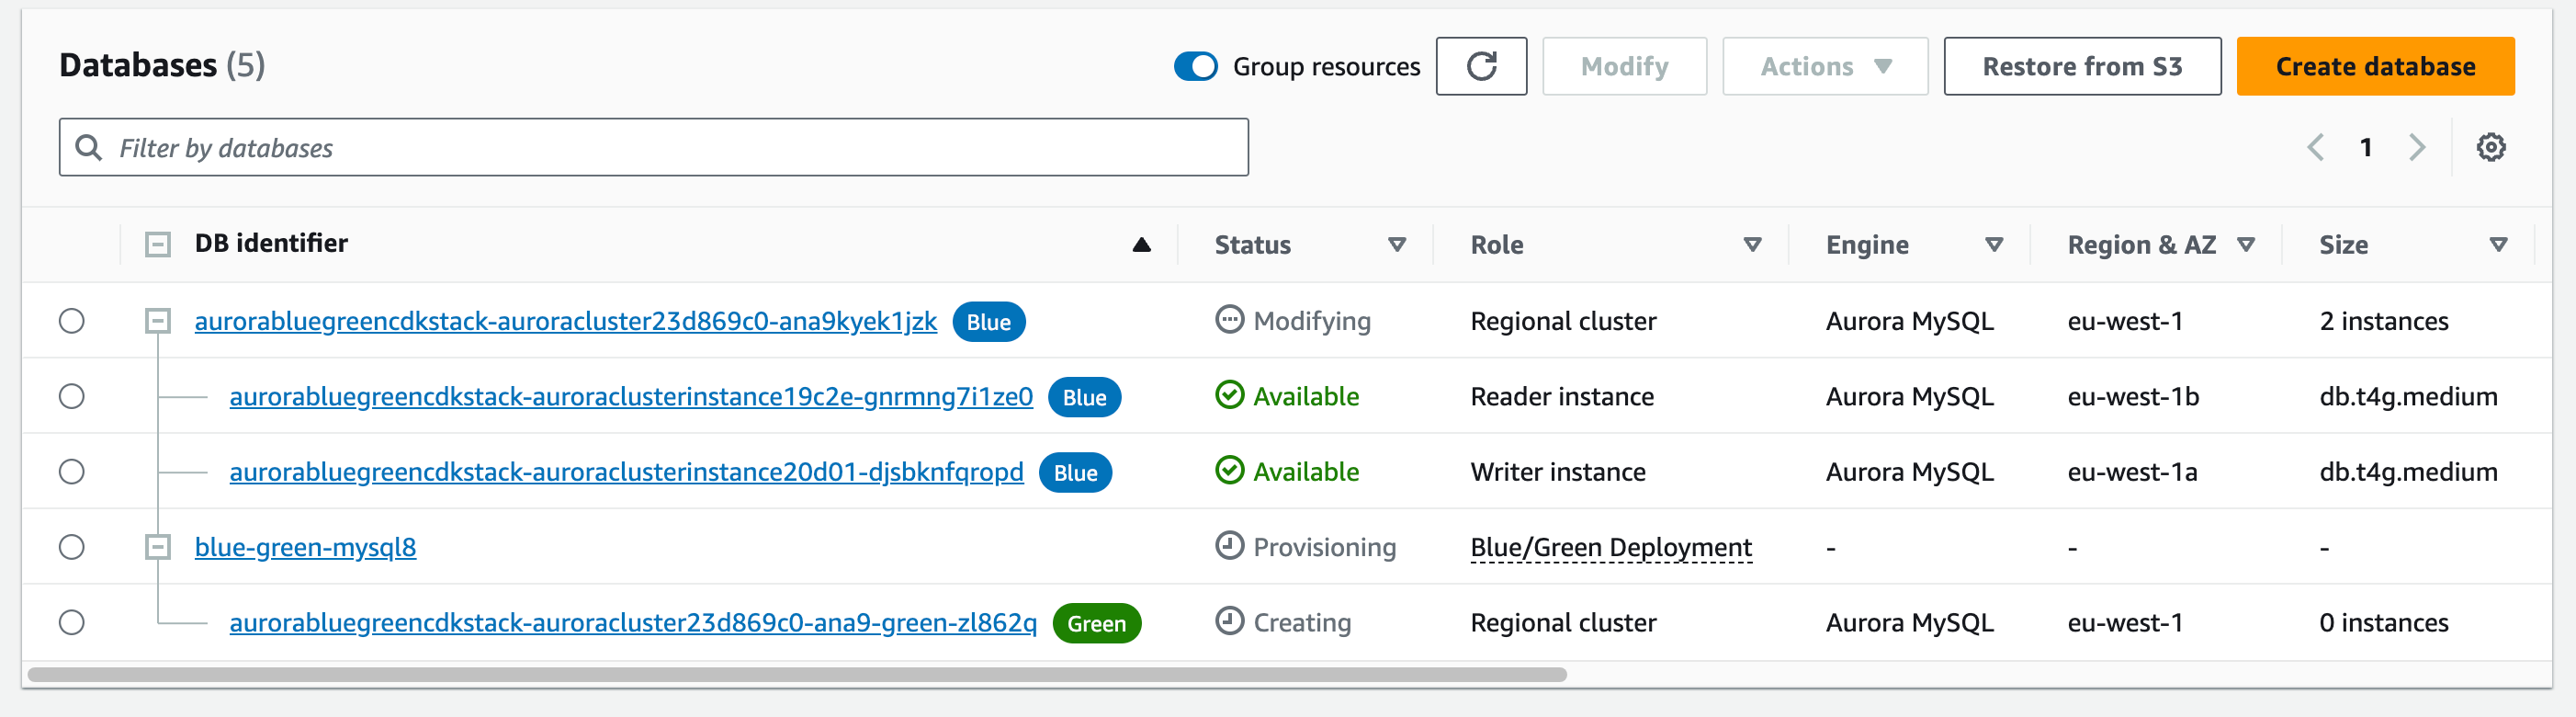 Databases (5) Group resources Modify Actions Restore from S3 Create database
Filter by databases 1
DB identifier Status Role Engine Region & AZ Size
aurorabluegreencdkstack-auroracluster23d869c0-ana9kyek1jzk Blue Modifying Regional cluster Aurora MySQL eu-west-1 2 instances
aurorabluegreencdkstack-auroraclusterinstance19c2e-gnrmng7i1ze0 Blue Available Reader instance Aurora MySQL eu-west-1b db.t4g.medium
aurorabluegreencdkstack-auroraclusterinstance20d01-djsbknfqropd Blue Available Writer instance Aurora MySQL eu-west-1a db.t4g.medium
blue-green-mysql8 Provisioning Blue/Green Deployment - - -
aurorabluegreencdkstack-auroracluster23d869c0-ana9-green-zl862q Green Creating Regional cluster Aurora MySQL eu-west-1 0 instances